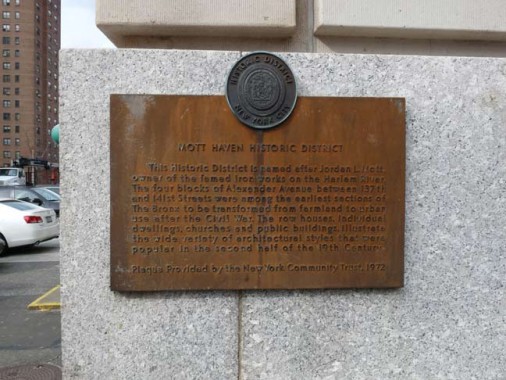 HISTORIC DISTRICT
NEW YORK CITY
MOTT HAVEN HISTORIC DISTRICT
This Historic District is named after Jordan L. Mott,
owner of the famed iron works on the Harlem River.
The four blocks of Alexander Avenue between 137th
and 141st Streets were among the earliest sections of
The Bronx to be transformed from farmland to urban
use after the Civil War. The row houses, individual
dwellings, churches and public buildings, illustrate
the wide variety of architectural styles that were
popular in the second half of the 19th Century.
Plaque Provided by the New York Community Trust, 1972